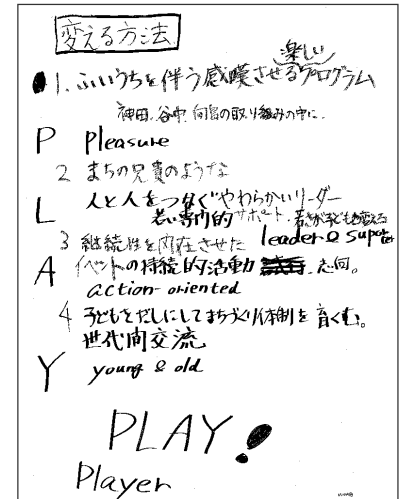 変える方法
楽しい
1. ふいうちを伴う感嘆させるプログラム
神田、谷中、向島の取り組みの中に.
P Pleasure
2 まちの兄貴のような
人と人をつなぐやわらかいリーダー
L 若い専門的サポート.若さが子どもを変える
3 継続性を内在させた leader & supporter
A イベントの持続的活動 志向。
action-oriented
4 子どもをだしにしてまちづくり体制を育くむ。
世代間交流
Y young & old
PLAY!
Player